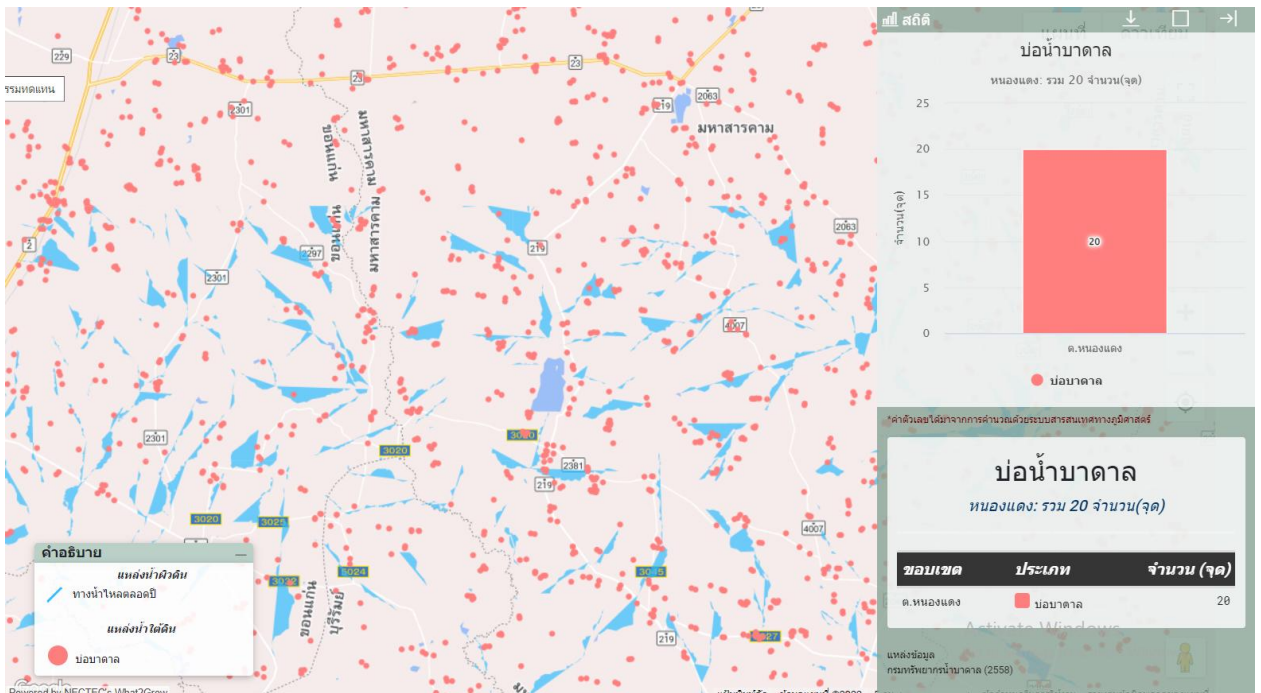 229
23
23
23
2301
219
2063
มหาสารคาม
ขอนแก่น
มหาสารคาม
ขอนแก่น
มหาสารคาม
2
2297
2301
219
2063
4007
2301
3020
3020
2381
219
3020
3025
4007
3024
219
ขอนแก่น
บุรีรัมย์
รรมทดแทน
คำอธิบาย
แหล่งน้ำผิวดิน
ทางน้ำไหลตลอดปี
แหล่งน้ำใต้ดิน
บ่อบาดาล
Powered by NECTEC's What2Grow
สถิติ
บ่อน้ำบาดาล
หนองแดง: รวม 20 จำนวน(จุด)
จำนวน(จุด)
25
20
15
10
5
0
20
ต.หนองแดง
บ่อบาดาล
*ค่าตัวเลขได้มาจากการคำนวณด้วยระบบสารสนเทศทางภูมิศาสตร์
บ่อน้ำบาดาล
หนองแดง: รวม 20 จำนวน(จุด)
ขอบเขต ประเภท จำนวน (จุด)
ต.หนองแดง บ่อบาดาล 20
Activate Windows
แหล่งข้อมูล
กรมทรัพยากรน้ำบาดาล (2558)